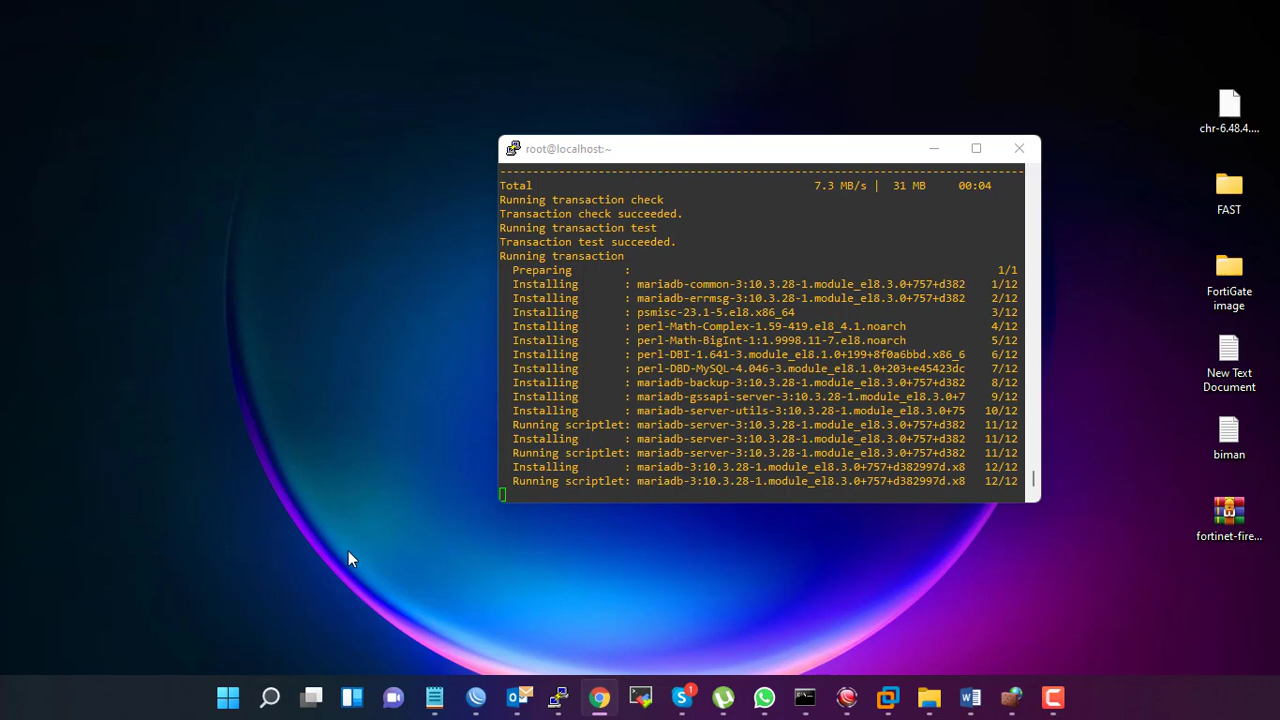 root@localhost:~
Total 7.3 MB/s | 31 MB 00:04
Running transaction check
Transaction check succeeded.
Running transaction test
Transaction test succeeded.
Running transaction
Preparing : 1/1
Installing : mariadb-common-3:10.3.28-1.module_el8.3.0+757+d382 1/12
Installing : mariadb-errmsg-3:10.3.28-1.module_el8.3.0+757+d382 2/12
Installing : psmisc-23.1-5.el8.x86_64 3/12
Installing : perl-Math-Complex-1.59-419.el8_4.1.noarch 4/12
Installing : perl-Math-BigInt-1:1.9998.11-7.el8.noarch 5/12
Installing : perl-DBI-1.641-3.module_el8.1.0+199+8f0a6bbd.x86_6 6/12
Installing : perl-DBD-MySQL-4.046-3.module_el8.1.0+203+e45423dc 7/12
Installing : mariadb-backup-3:10.3.28-1.module_el8.3.0+757+d382 8/12
Installing : mariadb-gssapi-server-3:10.3.28-1.module_el8.3.0+7 9/12
Installing : mariadb-server-utils-3:10.3.28-1.module_el8.3.0+75 10/12
Running scriptlet: mariadb-server-3:10.3.28-1.module_el8.3.0+757+d382 11/12
Installing : mariadb-server-3:10.3.28-1.module_el8.3.0+757+d382 11/12
Running scriptlet: mariadb-server-3:10.3.28-1.module_el8.3.0+757+d382 11/12
Installing : mariadb-3:10.3.28-1.module_el8.3.0+757+d382997d.x8 12/12
Running scriptlet: mariadb-3:10.3.28-1.module_el8.3.0+757+d382997d.x8 12/12
chr-6.48.4....
FAST
FortiGate
image
New Text
Document
biman
fortinet-fire...
1